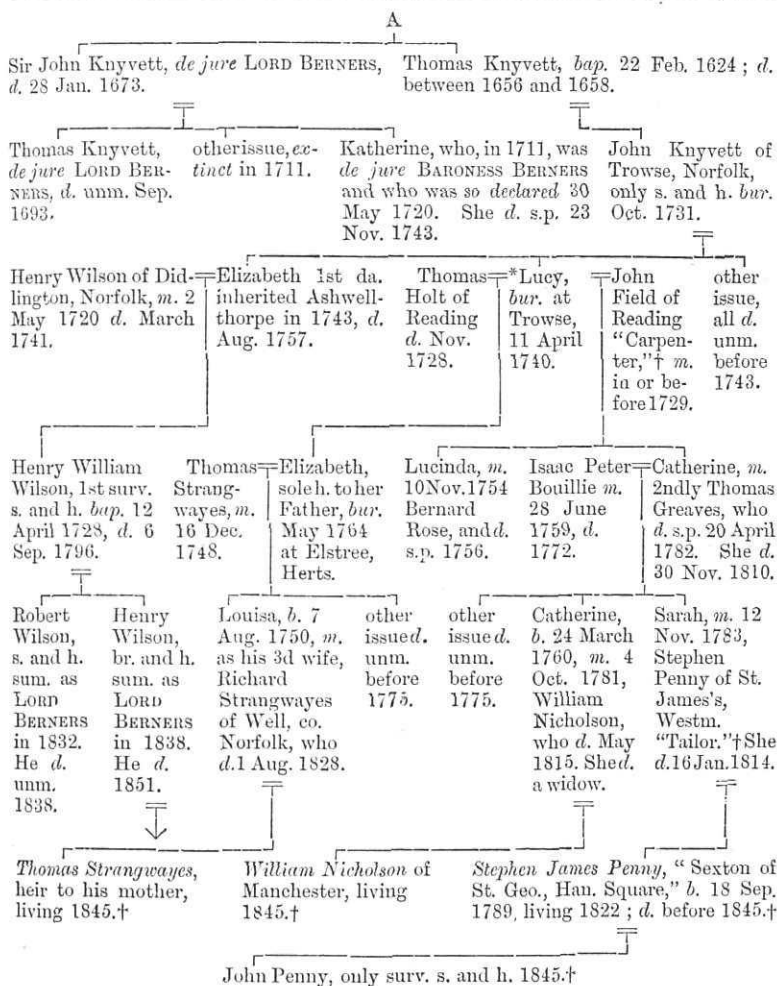 A
Sir John Knyvett, de jure LORD BERNERS,
d. 28 Jan. 1673.
Thomas Knyvett, bap. 22 Feb. 1624 ; d.
between 1656 and 1658.
Thomas Knyvett,
de jure LORD BER-
NERS, d. unm. Sep.
1693.
other issue, ex-
tinct in 1711.
Katherine, who, in 1711, was
de jure BARONESS BERNERS
and who was so declared 30
May 1720. She d. s.p. 23
Nov. 1743.
John Knyvett of
Trowse, Norfolk,
only s. and h. bur.
Oct. 1731.
Henry Wilson of Did-
lington, Norfolk, m. 2
May 1720 d. March
1741.
Elizabeth 1st da.
inherited Ashwell-
thorpe in 1743, d.
Aug. 1757.
Thomas
Holt of
Reading
d. Nov.
1728.
*Lucy,
bur. at
Trowse,
11 April
1740.
John
Field of
Reading
"Carpen-
ter,"† m.
in or be-
fore 1729.
other
issue,
all d.
unm.
before
1743.
Henry William
Wilson, 1st surv.
s. and h. bap. 12
April 1728, d. 6
Sep. 1796.
Thomas
Strang-
wayes, m.
16 Dec.
1748.
Elizabeth,
sole h. to her
Father, bur.
May 1764
at Elstree,
Herts.
Lucinda, m.
10 Nov. 1754
Bernard
Rose, and d.
s.p. 1756.
Isaac Peter
Bouillie m.
28 June
1759, d.
1772.
Catherine, m.
2ndly Thomas
Greaves, who
d. s.p. 20 April
1782. She d.
30 Nov. 1810.
Robert
Wilson,
s. and h.
sum. as
LORD
BERNERS
in 1832.
He d.
unm.
1838.
Henry
Wilson,
br. and h.
sum. as
LORD
BERNERS
in 1838.
He d.
1851.
Louisa, b. 7
Aug. 1750, m.
as his 3d wife,
Richard
Strangwayes
of Well, co.
Norfolk, who
d. 1 Aug. 1828.
other
issue d.
unm.
before
1775.
other
issue d.
unm.
before
1775.
Catherine,
b. 24 March
1760, m. 4
Oct. 1781,
William
Nicholson,
who d. May
1815. She d.
a widow.
Sarah, m. 12
Nov. 1783,
Stephen
Penny of St.
James's,
Westm.
"Tailor."† She
d. 16 Jan. 1814.
Thomas Strangwayes,
heir to his mother,
living 1845.†
William Nicholson of
Manchester, living
1845.†
Stephen James Penny, " Sexton of
St. Geo., Han. Square," b. 18 Sep.
1789, living 1822 ; d. before 1845.†
John Penny, only surv. s. and h. 1845.†